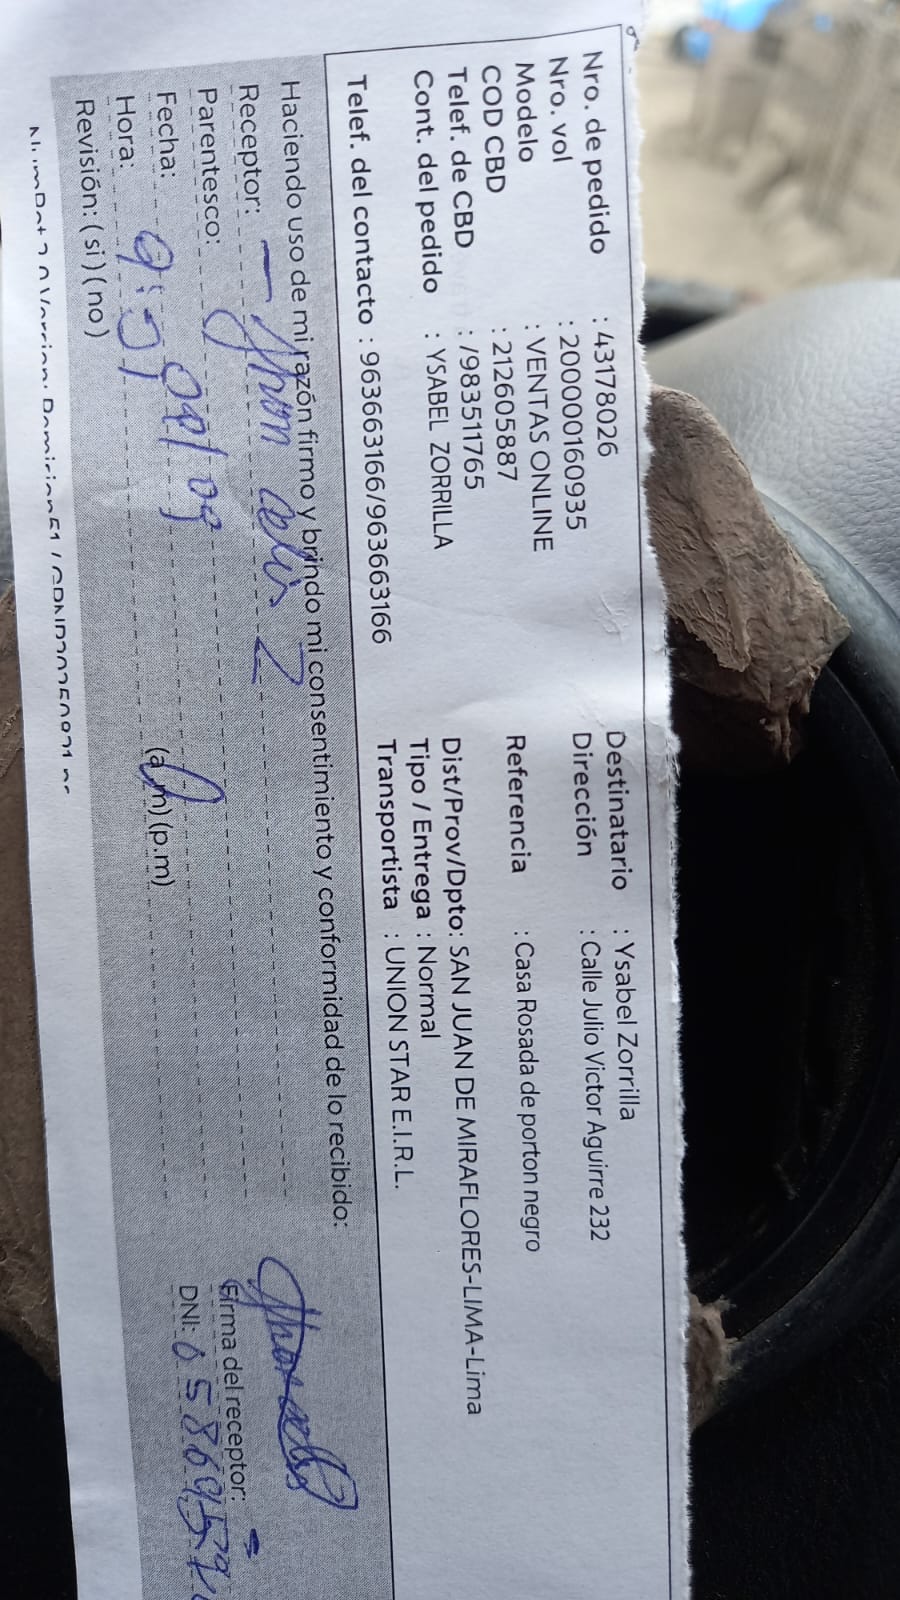 Nro. de pedido : 43178026
Nro. vol : 200000160935
Modelo : VENTAS ONLINE
COD CBD : 212605887
Telef. de CBD : /983511765
Cont. del pedido : YSABEL ZORRILLA
Telef. del contacto : 963663166/963663166
Destinatario : Ysabel Zorrilla
Dirección : Calle Julio Victor Aguirre 232
Referencia : Casa Rosada de porton negro
Dist/Prov/Dpto: SAN JUAN DE MIRAFLORES-LIMA-Lima
Tipo / Entrega : Normal
Transportista : UNION STAR E.I.R.L.
Haciendo uso de mi razón firmo y brindo mi consentimiento y conformidad de lo recibido:
Receptor: Jhon
Parentesco:
Fecha: 09/09
Hora: (a.m) (p.m)
Revisión: ( si ) ( no )
Firma del receptor:
DNI: